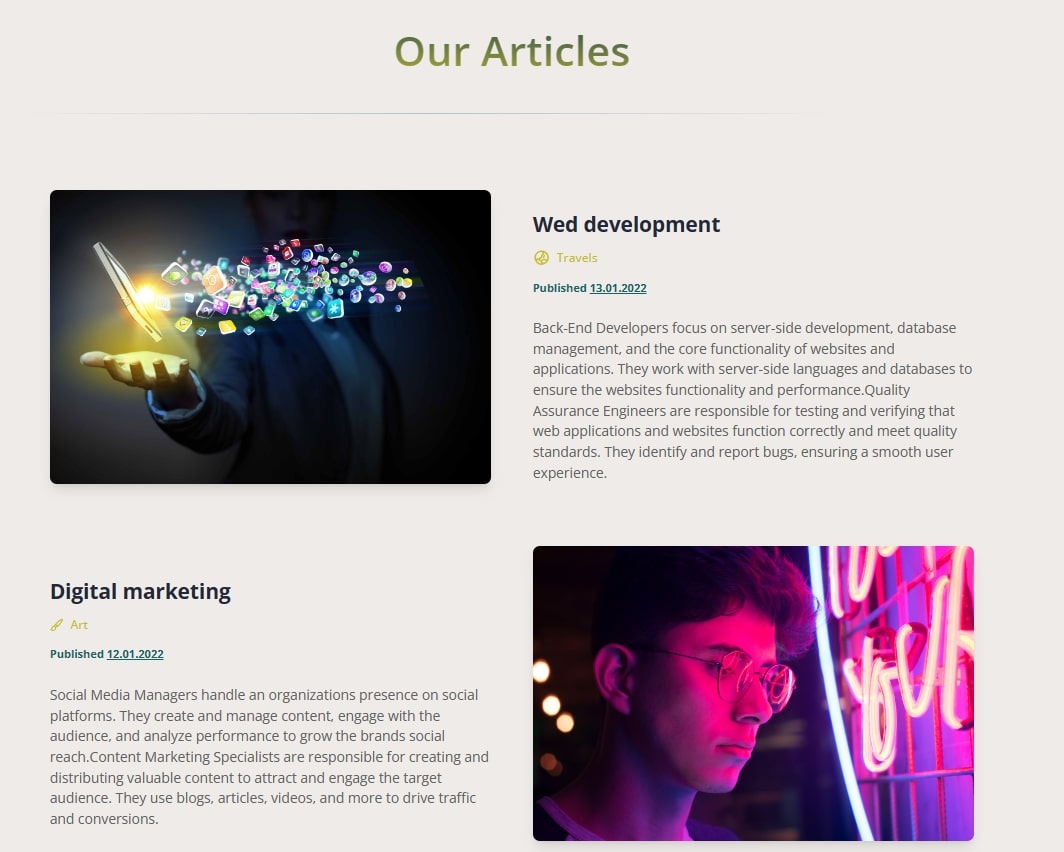 Our Articles
Wed development
Travels
Published 13.01.2022
Back-End Developers focus on server-side development, database
management, and the core functionality of websites and
applications. They work with server-side languages and databases to
ensure the websites functionality and performance.Quality
Assurance Engineers are responsible for testing and verifying that
web applications and websites function correctly and meet quality
standards. They identify and report bugs, ensuring a smooth user
experience.
Digital marketing
Art
Published 12.01.2022
Social Media Managers handle an organizations presence on social
platforms. They create and manage content, engage with the
audience, and analyze performance to grow the brands social
reach.Content Marketing Specialists are responsible for creating and
distributing valuable content to attract and engage the target
audience. They use blogs, articles, videos, and more to drive traffic
and conversions.